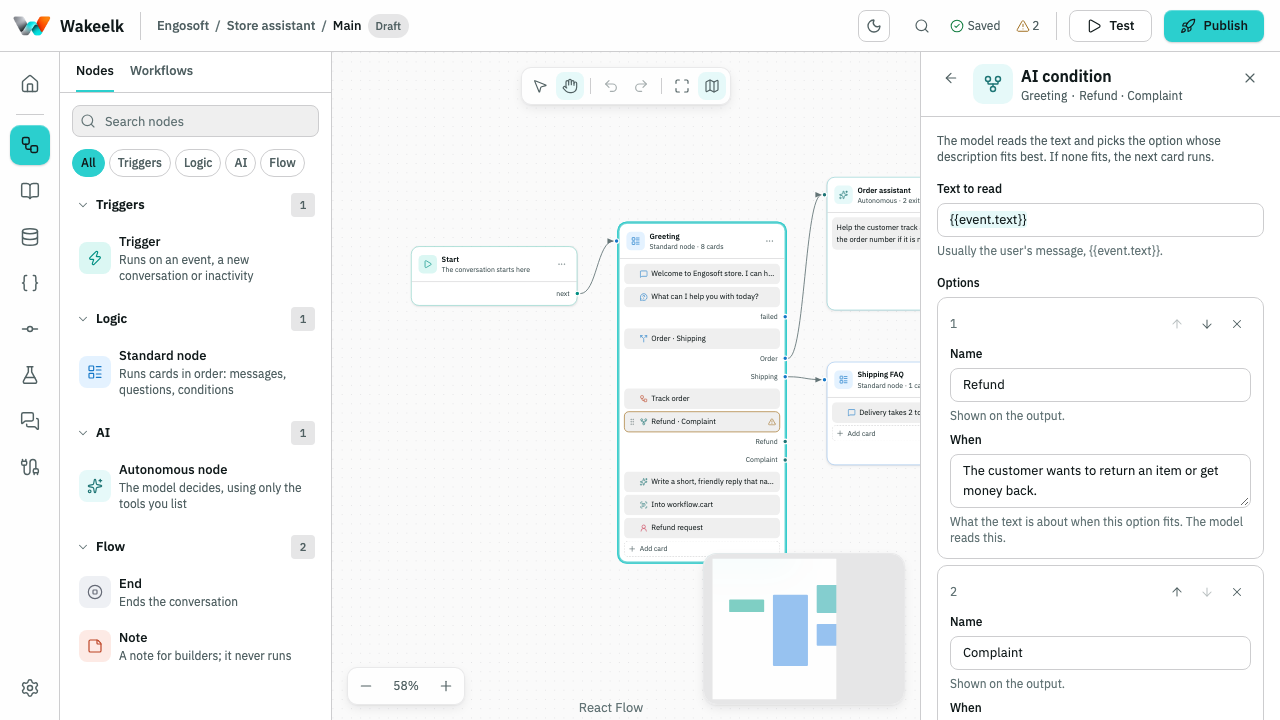 Wakeelk
Engosoft / Store assistant / Main
Draft
Saved
2
Test
Publish
Nodes
Workflows
Search nodes
All
Triggers
Logic
AI
Flow
Triggers
1
Trigger
Runs on an event, a new
conversation or inactivity
Logic
1
Standard node
Runs cards in order: messages,
questions, conditions
AI
1
Autonomous node
The model decides, using only the
tools you list
Flow
2
End
Ends the conversation
Note
A note for builders; it never runs
Start
The conversation starts here
next
Greeting
Standard node · 8 cards
Welcome to Engosoft store. I can h...
What can I help you with today?
failed
Order · Shipping
Order
Shipping
Track order
Refund · Complaint
Refund
Complaint
Write a short, friendly reply that na...
Into workflow.cart
Refund request
Add card
Order assistant
Autonomous · 2 exit
Help the customer track
the order number if it is
Shipping FAQ
Standard node · 1 ca
Delivery takes 2 to
Add card
58%
React Flow
AI condition
Greeting · Refund · Complaint
The model reads the text and picks the option whose
description fits best. If none fits, the next card runs.
Text to read
{{event.text}}
Usually the user's message, {{event.text}}.
Options
1
Name
Refund
Shown on the output.
When
The customer wants to return an item or get
money back.
What the text is about when this option fits. The model
reads this.
2
Name
Complaint
Shown on the output.
When